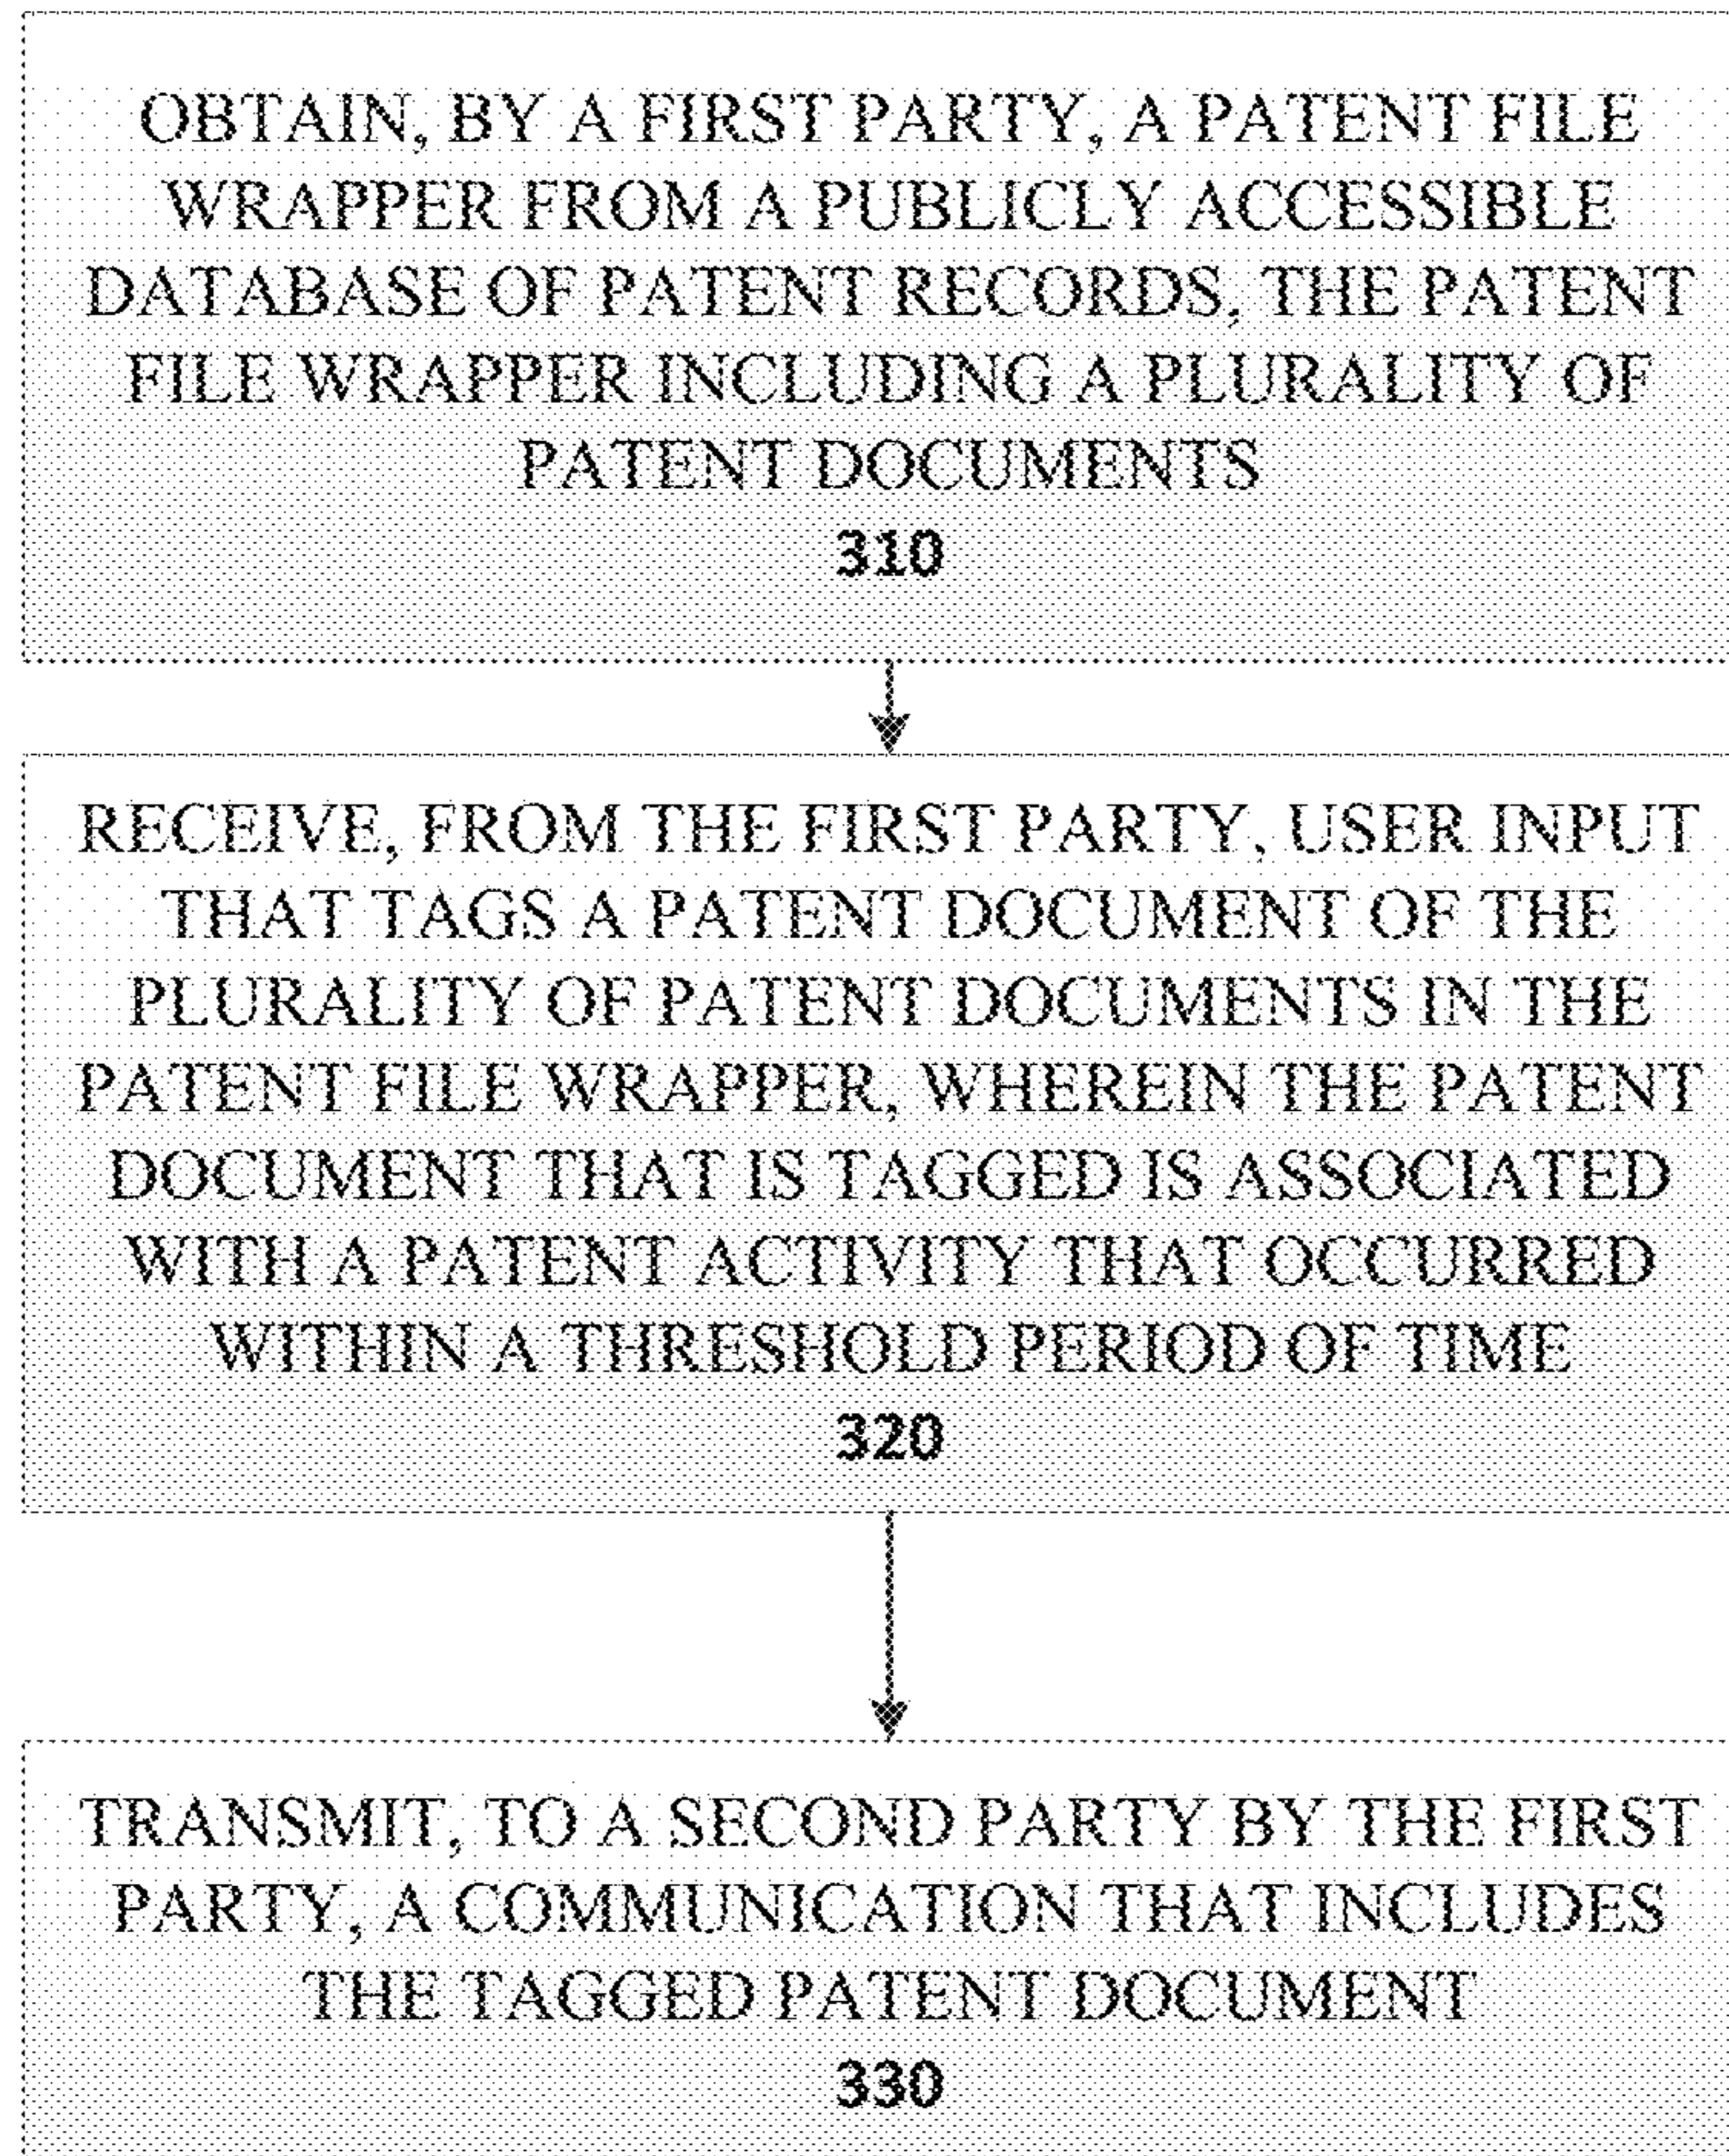 OBTAIN, BY A FIRST PARTY, A PATENT FILE
WRAPPER FROM A PUBLICLY ACCESSIBLE
DATABASE OF PATENT RECORDS, THE PATENT
FILE WRAPPER INCLUDING A PLURALITY OF
PATENT DOCUMENTS
310
RECEIVE, FROM THE FIRST PARTY, USER INPUT
THAT TAGS A PATENT DOCUMENT OF THE
PLURALITY OF PATENT DOCUMENTS IN THE
PATENT FILE WRAPPER, WHEREIN THE PATENT
DOCUMENT THAT IS TAGGED IS ASSOCIATED
WITH A PATENT ACTIVITY THAT OCCURRED
WITHIN A THRESHOLD PERIOD OF TIME
320
TRANSMIT, TO A SECOND PARTY BY THE FIRST
PARTY, A COMMUNICATION THAT INCLUDES
THE TAGGED PATENT DOCUMENT
330